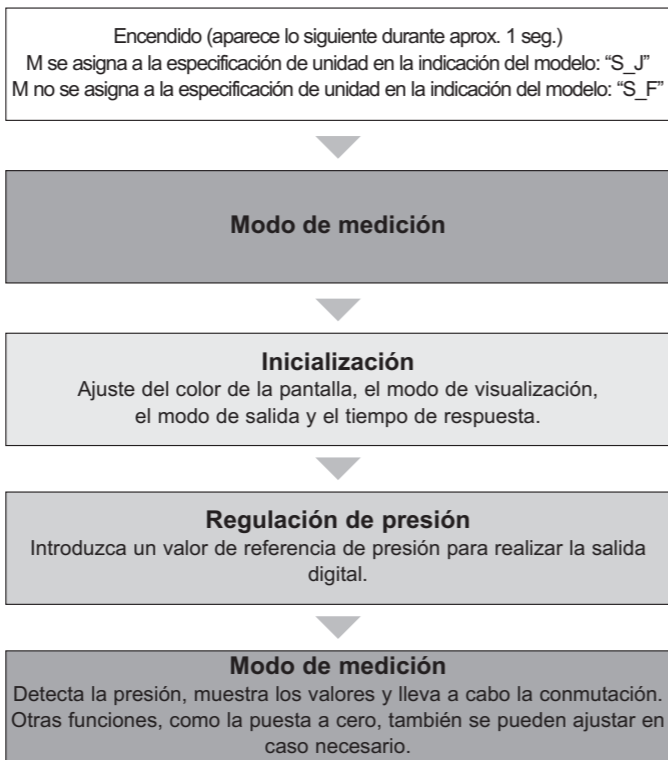 Encendido (aparece lo siguiente durante aprox. 1 seg.)
M se asigna a la especificación de unidad en la indicación del modelo: “S_J”
M no se asigna a la especificación de unidad en la indicación del modelo: “S_F”
Modo de medición
Inicialización
Ajuste del color de la pantalla, el modo de visualización,
el modo de salida y el tiempo de respuesta.
Regulación de presión
Introduzca un valor de referencia de presión para realizar la salida
digital.
Modo de medición
Detecta la presión, muestra los valores y lleva a cabo la conmutación.
Otras funciones, como la puesta a cero, también se pueden ajustar en
caso necesario.